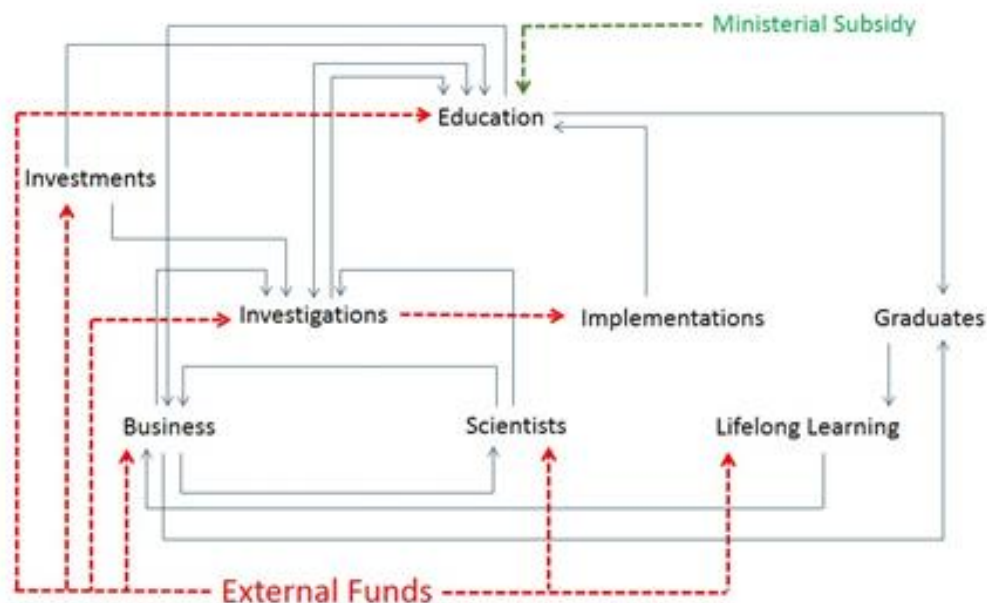 Ministerial Subsidy
Education
Investments
Investigations
Implementations
Graduates
Business
Scientists
Lifelong Learning
External Funds